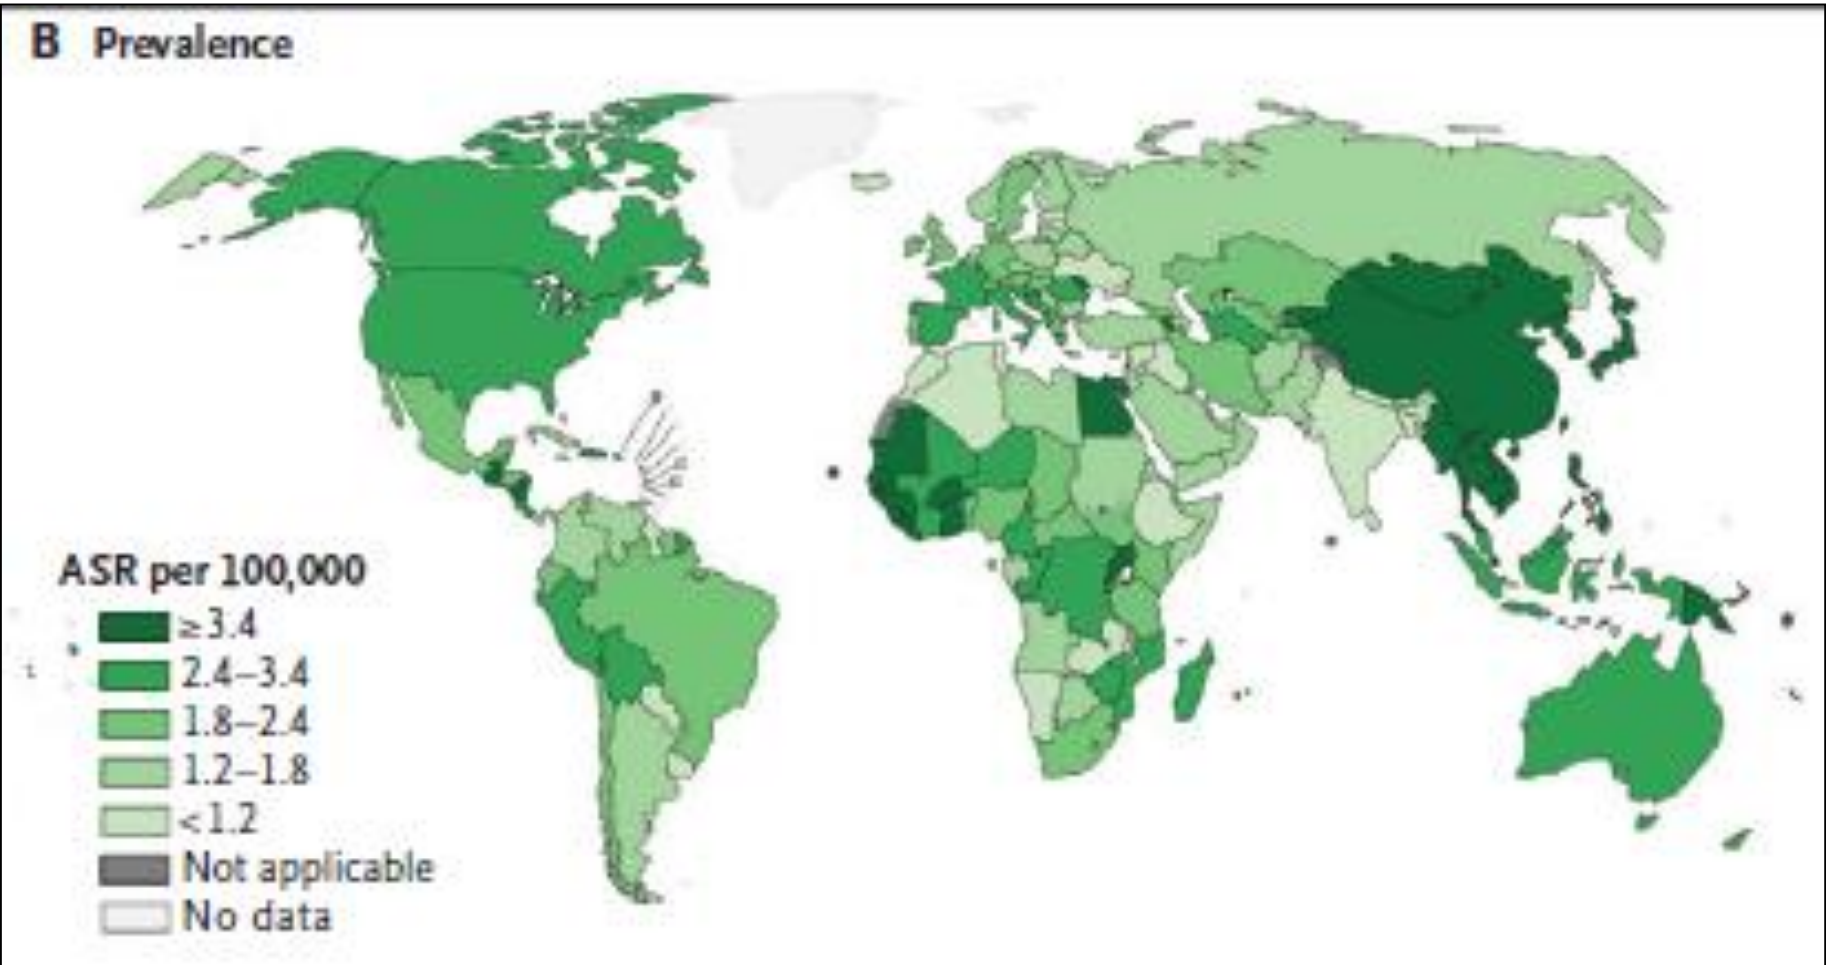 B Prevalence
ASR per 100,000
≥3.4
2.4–3.4
1.8–2.4
1.2–1.8
<1.2
Not applicable
No data